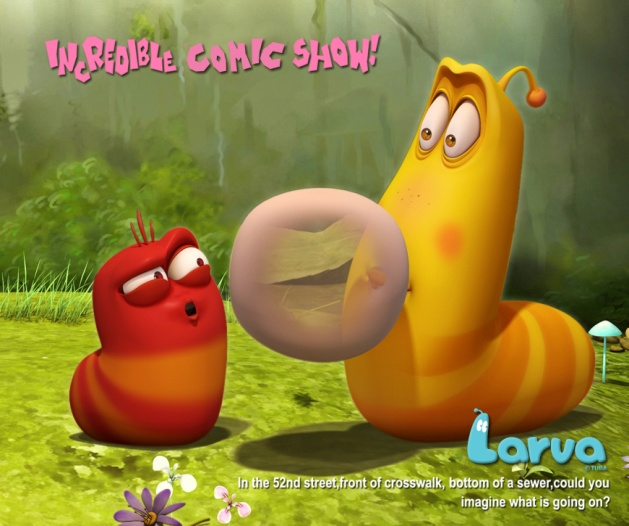 INCREDIBLE COMIC SHOW!
Larva
© TUBA
In the 52nd street,front of crosswalk, bottom of a sewer,could you
imagine what is going on?